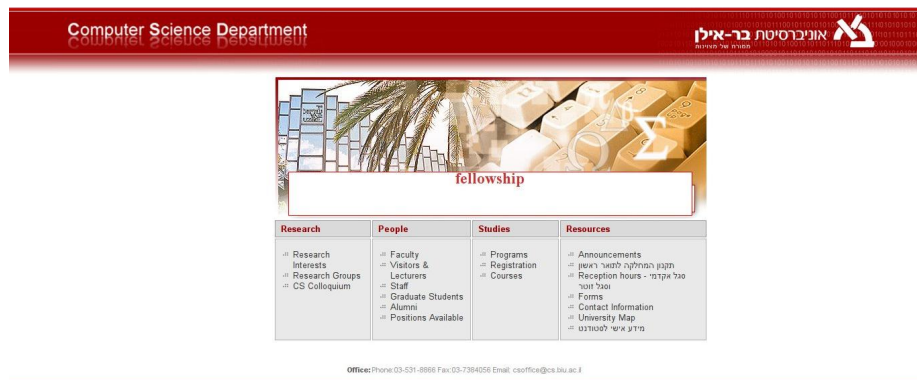 Computer Science Department
אוניברסיטת בר-אילן
מסורת של מצוינות
fellowship
Research
People
Studies
Resources
Research
Interests
Research Groups
CS Colloquium
Faculty
Visitors &
Lecturers
Staff
Graduate Students
Alumni
Positions Available
Programs
Registration
Courses
Announcements
תקנון המחלקה לתואר ראשון
Reception hours - סגל אקדמי
וסגל זוטר
Forms
Contact Information
University Map
מידע אישי לסטודנט
Office: Phone:03-531-8866 Fax:03-7384056 Email: csoffice@cs.biu.ac.il